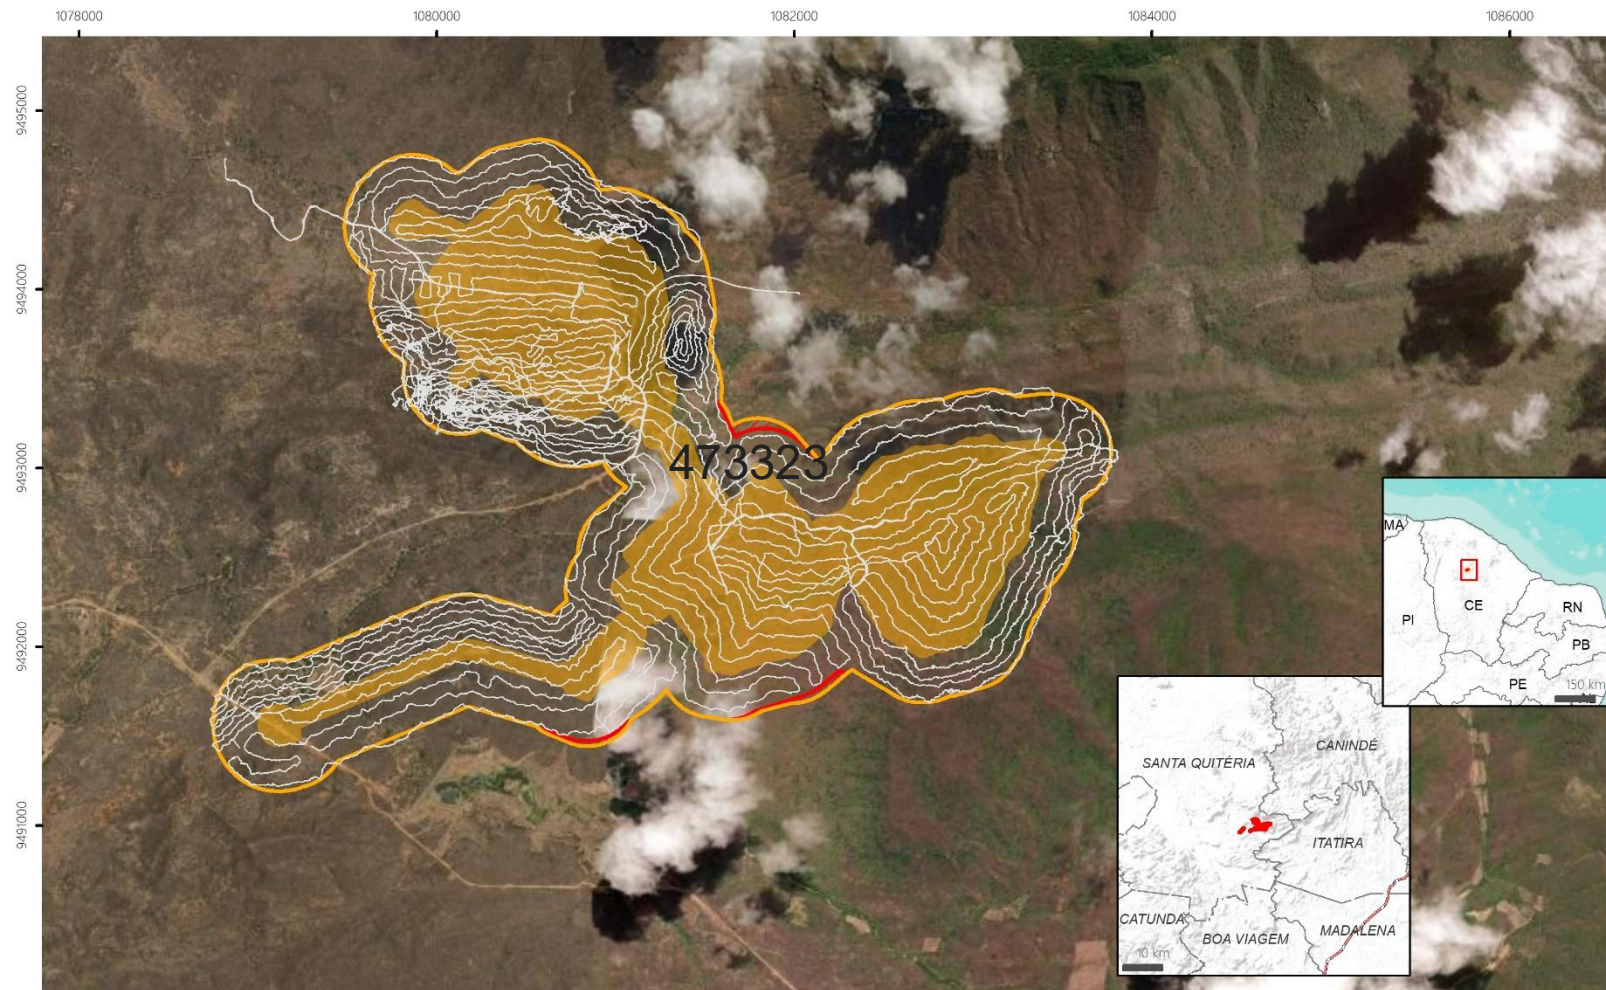 1078000
1080000
1082000
1084000
1086000
9495000
9494000
9493000
9492000
9491000
473323
MA
CE
RN
PI
PB
PE
150 km
CANINDÉ
SANTA QUITÉRIA
ITATIRA
CATUNDA
BOA VIAGEM
MADALENA
10 km